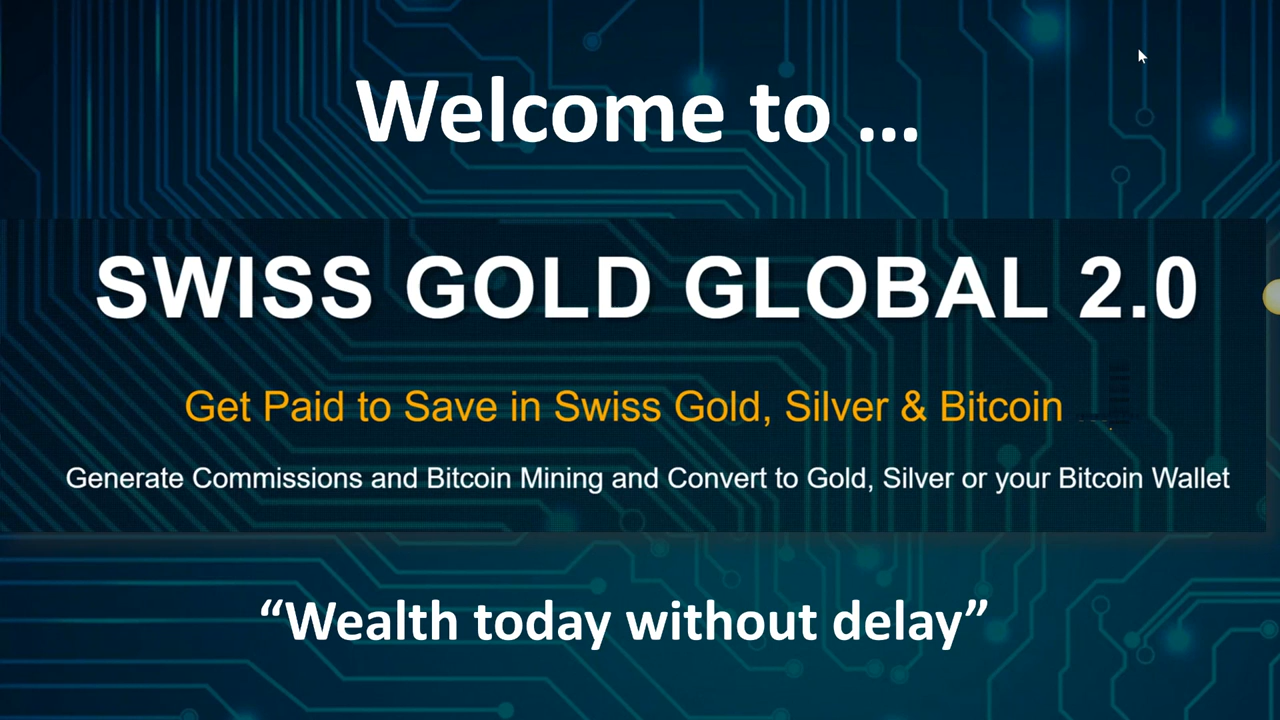 Welcome to ...
SWISS GOLD GLOBAL 2.0
Get Paid to Save in Swiss Gold, Silver & Bitcoin
Generate Commissions and Bitcoin Mining and Convert to Gold, Silver or your Bitcoin Wallet
“Wealth today without delay”